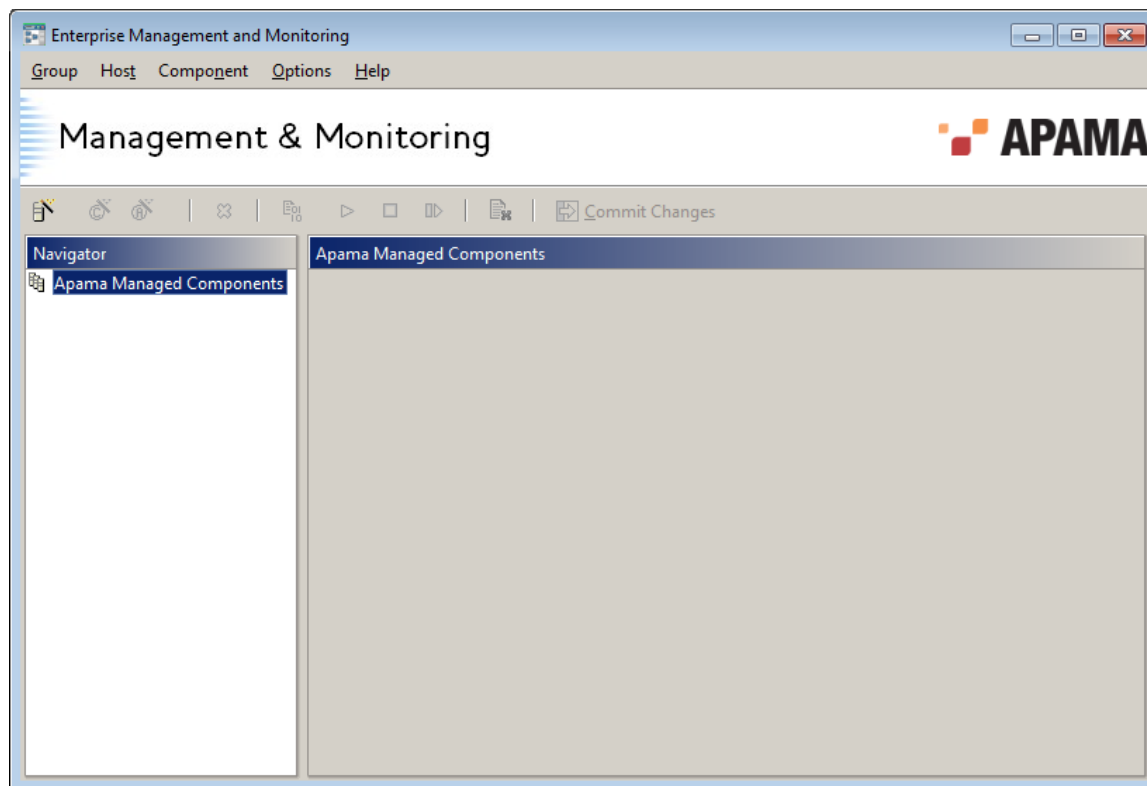 Enterprise Management and Monitoring
Group Host Component Options Help
Management & Monitoring
APAMA
Commit Changes
Navigator
Apama Managed Components
Apama Managed Components